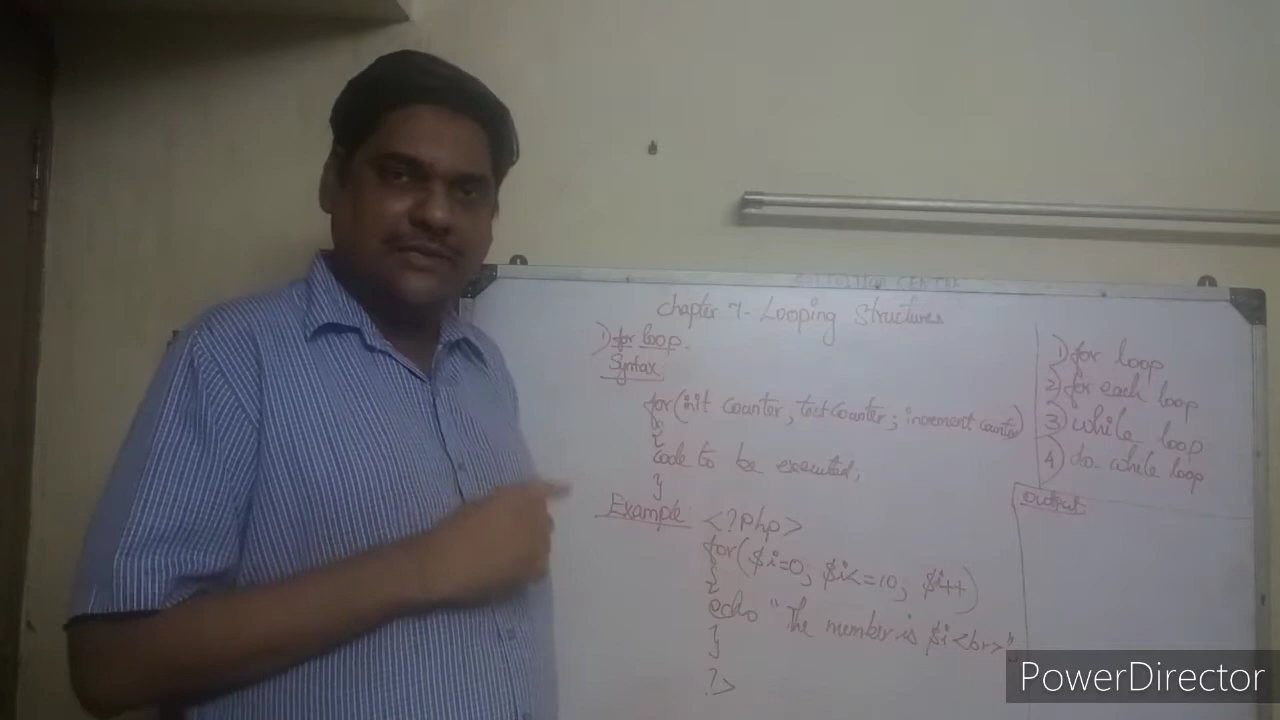 Chapter 7- Looping Structures
1) for loop.
Syntax
for(init counter, test counter; increment counter)
{
code to be executed,
}
Example <?php>
for($i=0, $i<=10, $i++)
{
echo "The number is $i<br>";
}
?>
1) for loop
2) for each loop
3) while loop
4) do- while loop
output
PowerDirector